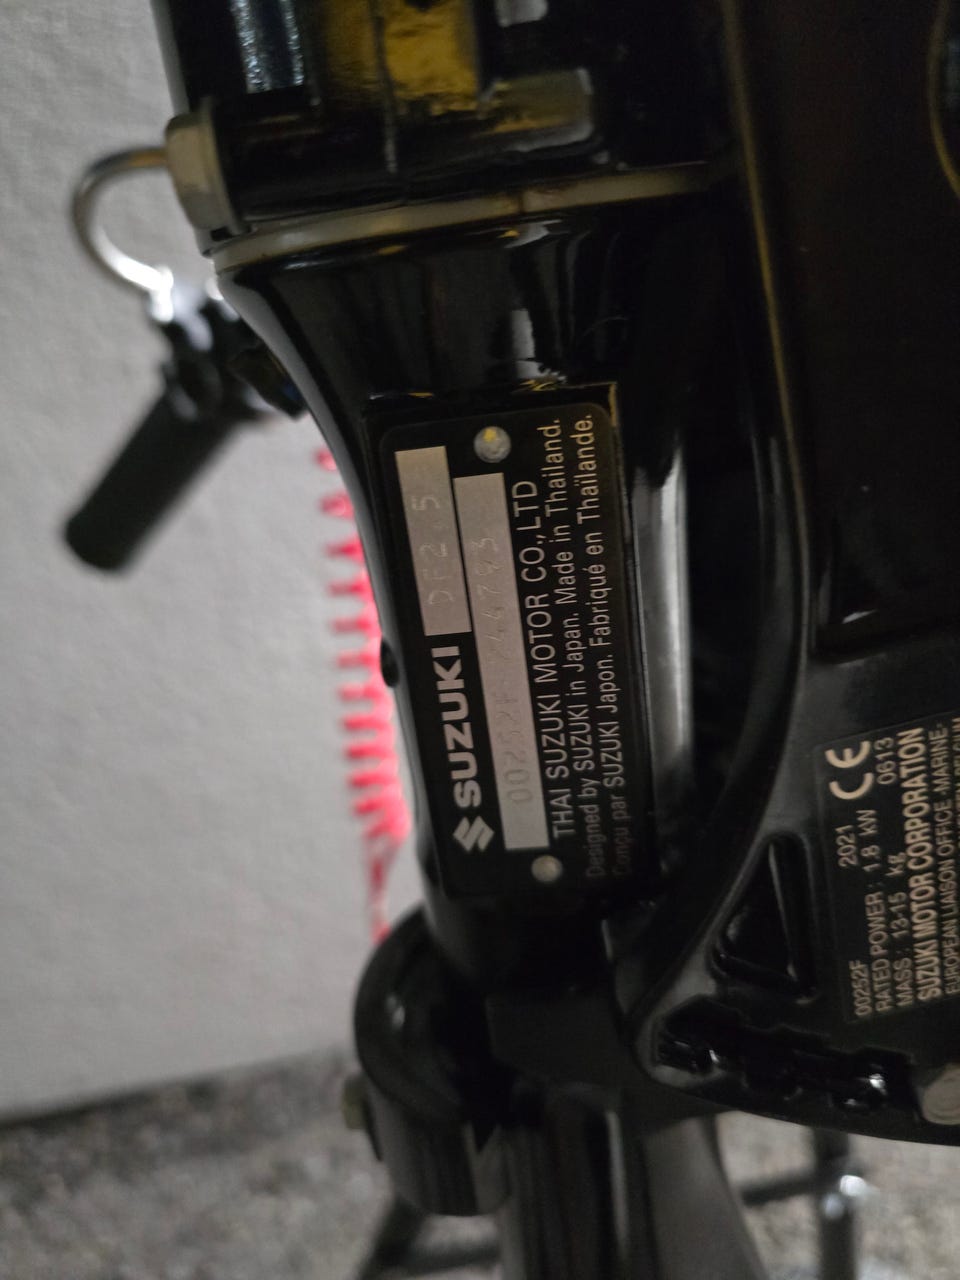 SUZUKI DF2.5
00252F
THAI SUZUKI MOTOR CO.,LTD
Designed by SUZUKI in Japan. Made in Thailand.
Conçu par SUZUKI Japon. Fabriqué en Thaïlande.
00252F 2021 CE
RATED POWER : 1.8 kW 0613
MASS : 13-15 kg
SUZUKI MOTOR CORPORATION
EUROPEAN LIAISON OFFICE -MARINE-